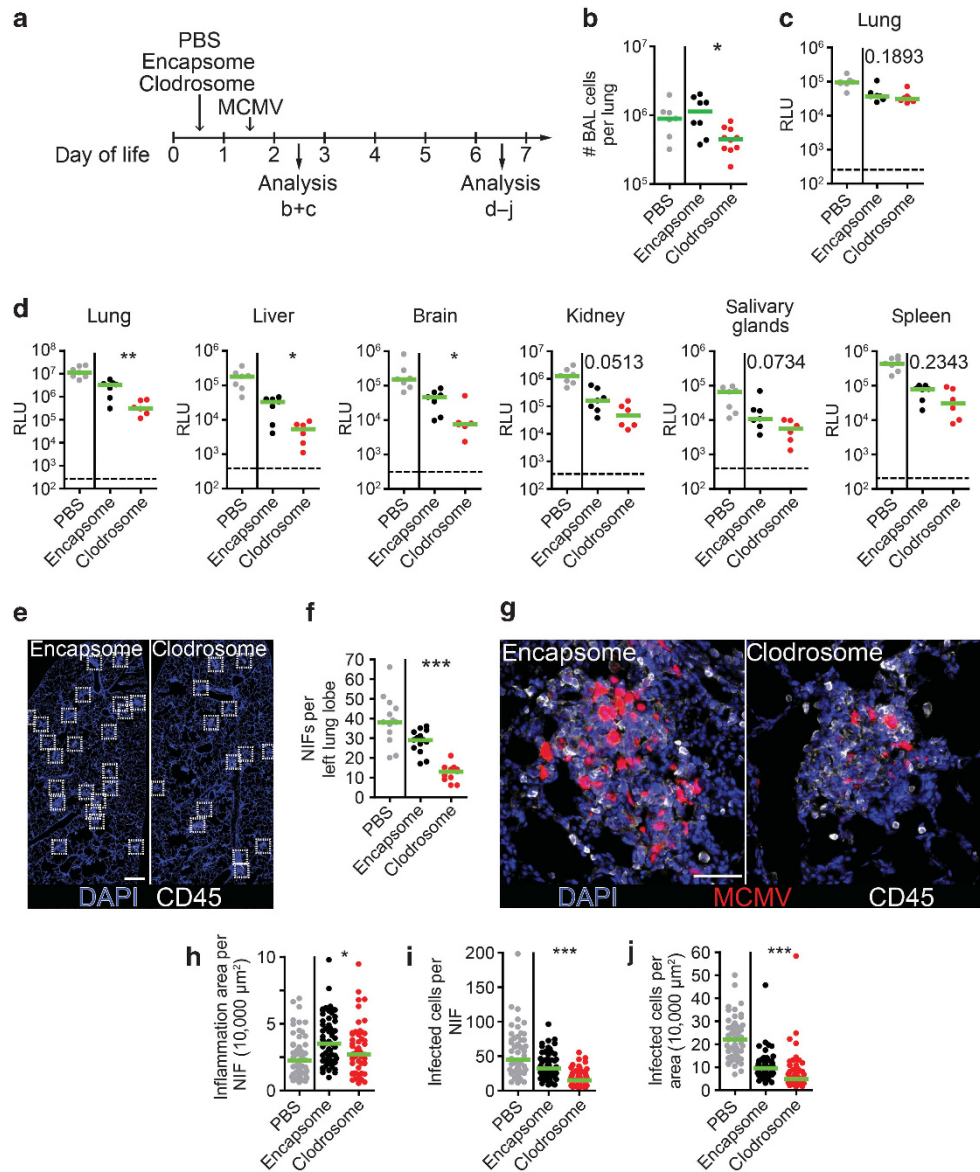 a
PBS
Encapsome
Clodrosome
MCMV
Day of life
0 1 2 3 4 5 6 7
Analysis
b+c
Analysis
d–j
b
# BAL cells
per lung
10^7
10^6
10^5
*
PBS
Encapsome
Clodrosome
c
Lung
RLU
10^6
10^5
10^4
10^3
10^2
0.1893
PBS
Encapsome
Clodrosome
d
Lung
RLU
10^8
10^7
10^6
10^5
10^4
10^3
10^2
**
PBS
Encapsome
Clodrosome
Liver
RLU
10^6
10^5
10^4
10^3
10^2
*
PBS
Encapsome
Clodrosome
Brain
RLU
10^6
10^5
10^4
10^3
10^2
*
PBS
Encapsome
Clodrosome
Kidney
RLU
10^7
10^6
10^5
10^4
10^3
10^2
0.0513
PBS
Encapsome
Clodrosome
Salivary
glands
RLU
10^6
10^5
10^4
10^3
10^2
0.0734
PBS
Encapsome
Clodrosome
Spleen
RLU
10^6
10^5
10^4
10^3
10^2
0.2343
PBS
Encapsome
Clodrosome
e
Encapsome Clodrosome
DAPI CD45
f
NIFs per
left lung lobe
70
60
50
40
30
20
10
0
***
PBS
Encapsome
Clodrosome
g
Encapsome Clodrosome
DAPI MCMV CD45
h
Inflammation area per
NIF (10,000 µm²)
10
5
0
*
PBS
Encapsome
Clodrosome
i
Infected cells per
NIF
200
150
100
50
0
***
PBS
Encapsome
Clodrosome
j
Infected cells per
area (10,000 µm²)
60
50
40
30
20
10
0
***
PBS
Encapsome
Clodrosome